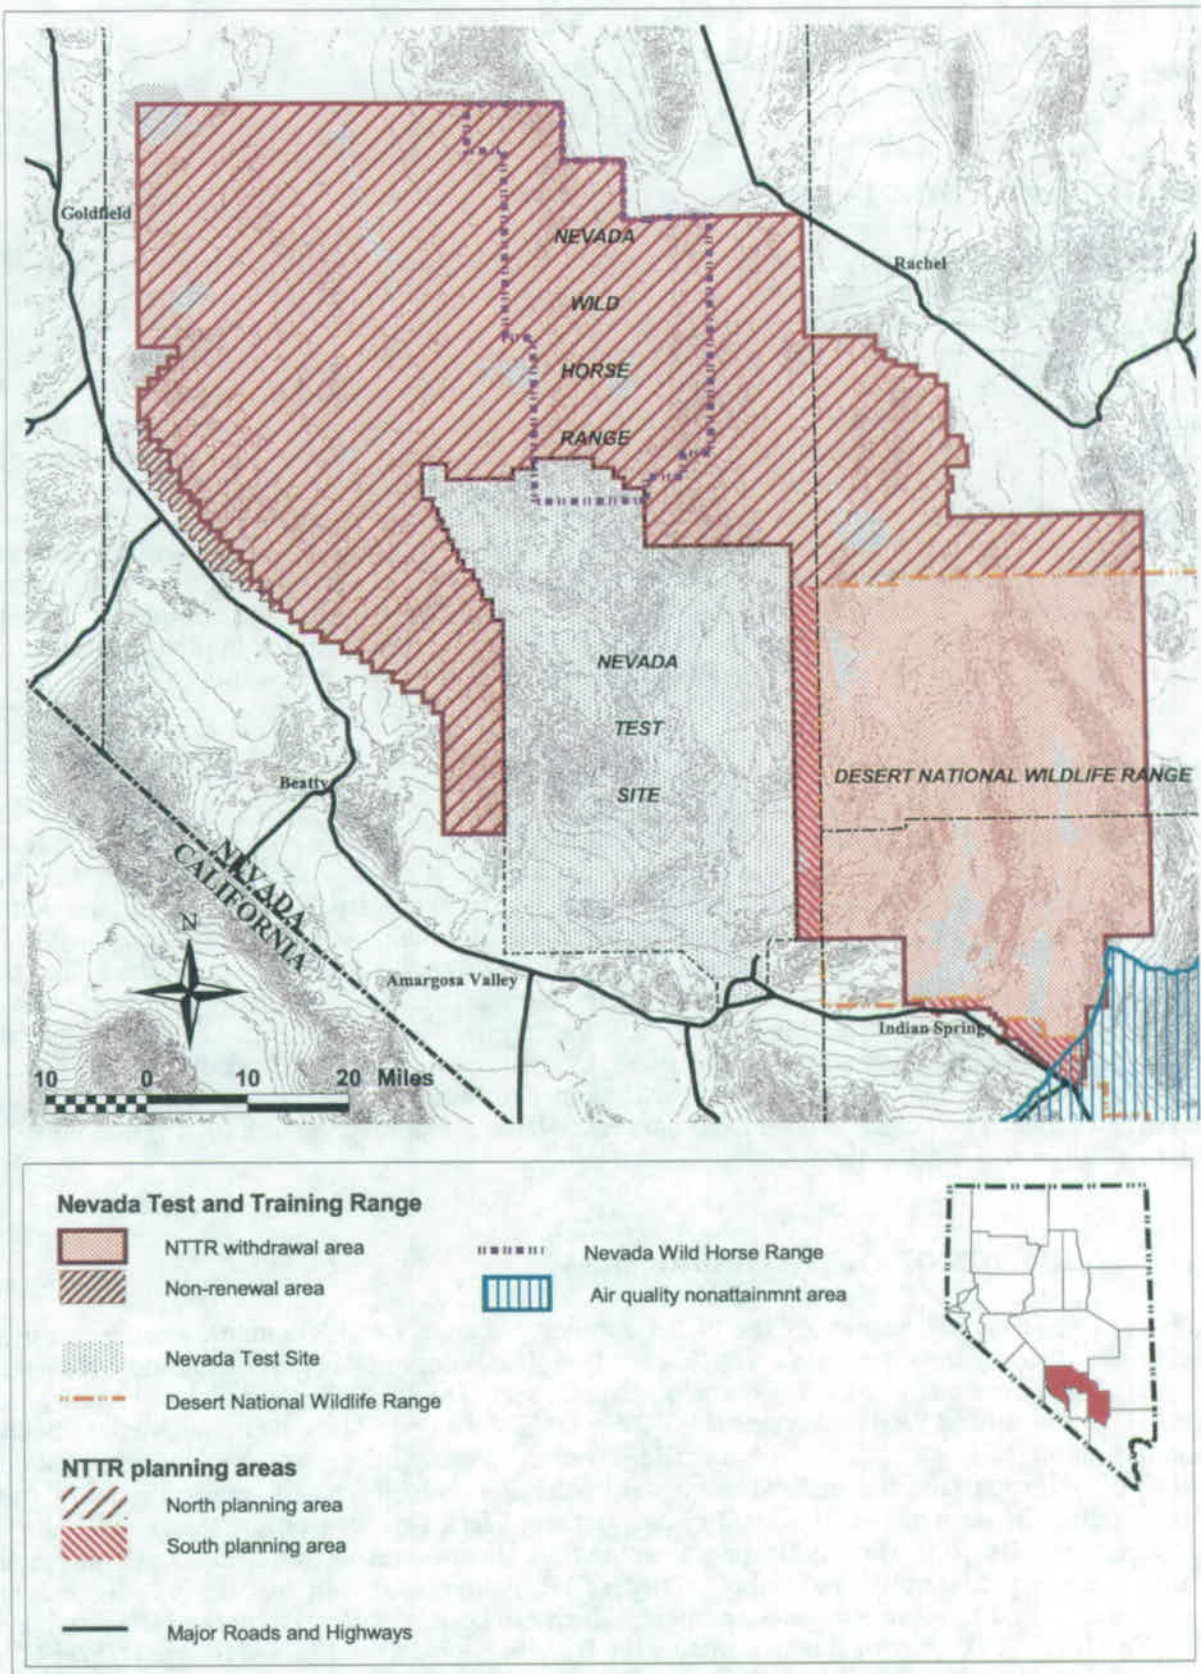 Goldfield
NEVADA
WILD
HORSE
RANGE
Rachel
NEVADA
TEST
SITE
DESERT NATIONAL WILDLIFE RANGE
Beatty
NEVADA
CALIFORNIA
N
Amargosa Valley
Indian Springs
10 0 10 20 Miles
Nevada Test and Training Range
NTTR withdrawal area
Non-renewal area
Nevada Test Site
Desert National Wildlife Range
Nevada Wild Horse Range
Air quality nonattainmnt area
NTTR planning areas
North planning area
South planning area
Major Roads and Highways